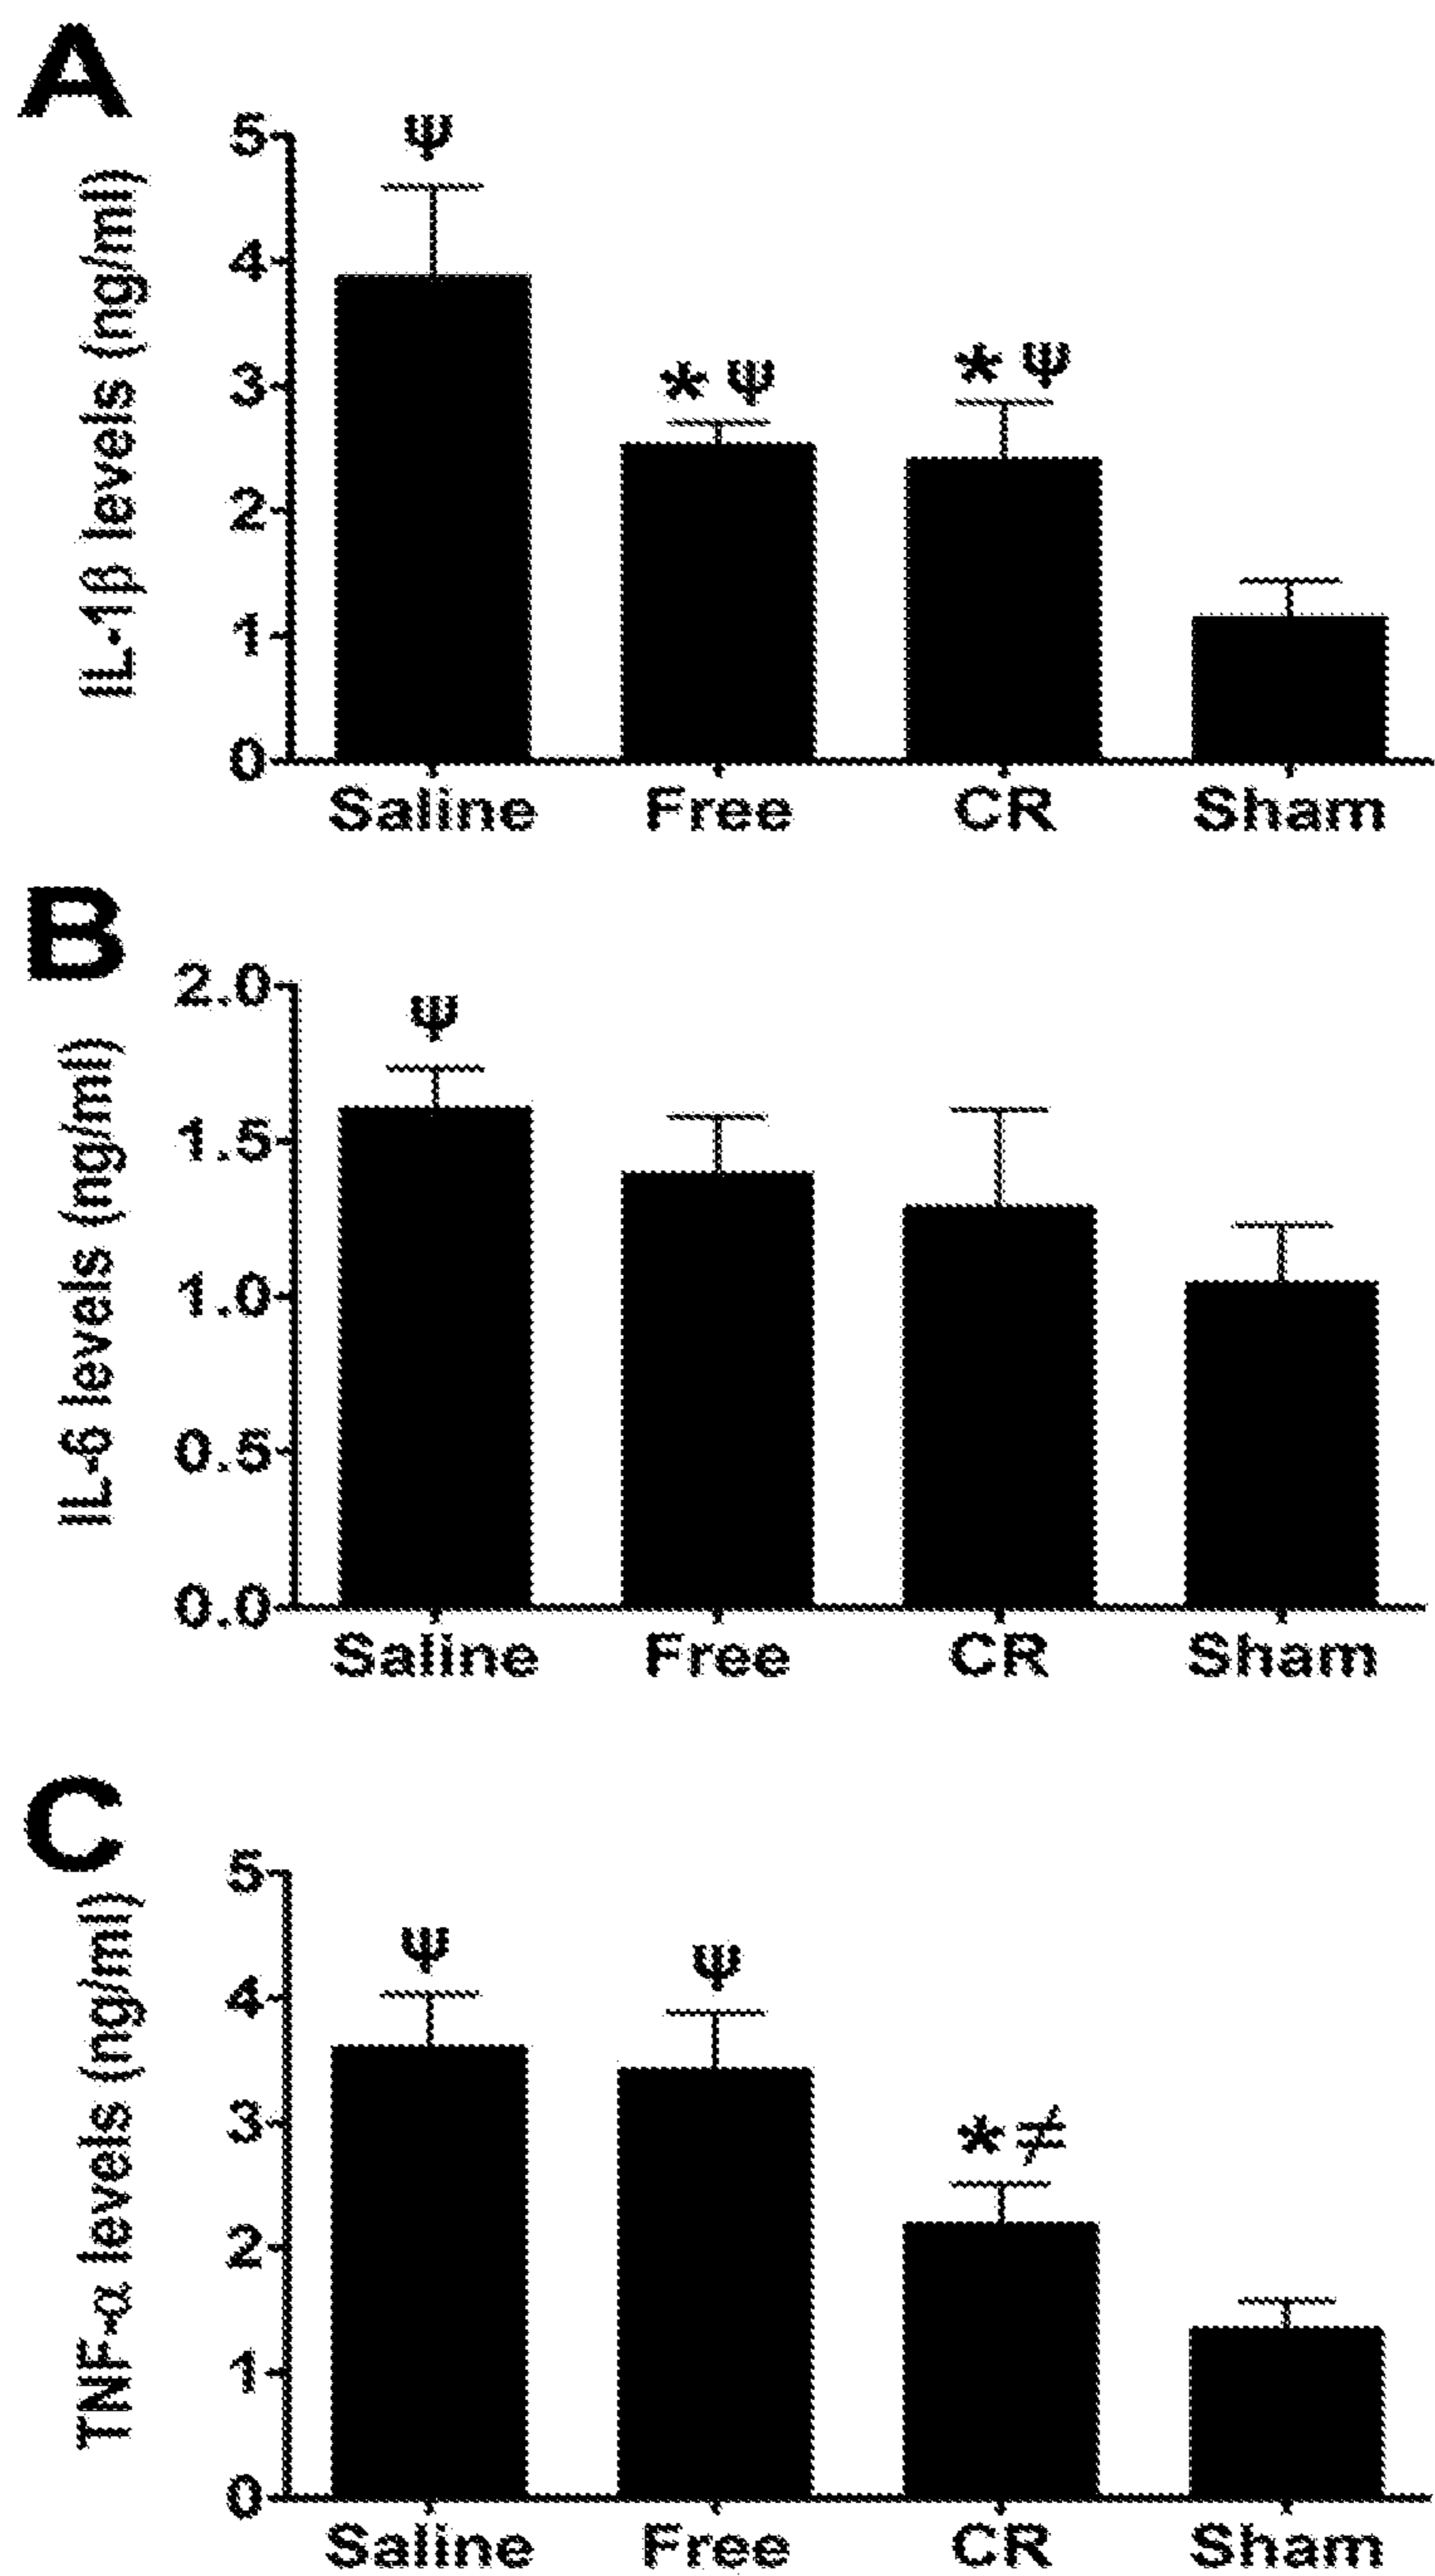 A
IL-1β levels (ng/ml)
5
4
3
2
1
0
ψ
* ψ
* ψ
Saline Free CR Sham
B
IL-6 levels (ng/ml)
2.0
1.5
1.0
0.5
0.0
ψ
Saline Free CR Sham
C
TNF-α levels (ng/ml)
5
4
3
2
1
0
ψ
ψ
* ≠
Saline Free CR Sham